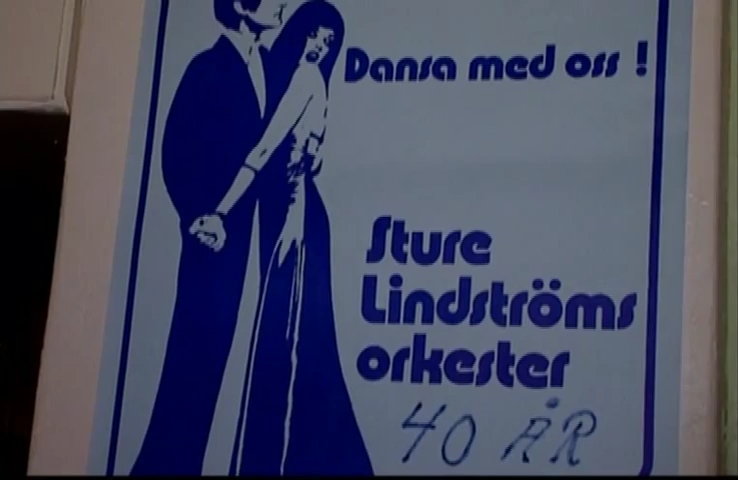 Dansa med oss !
Sture
Lindströms
orkester
40 ÅR